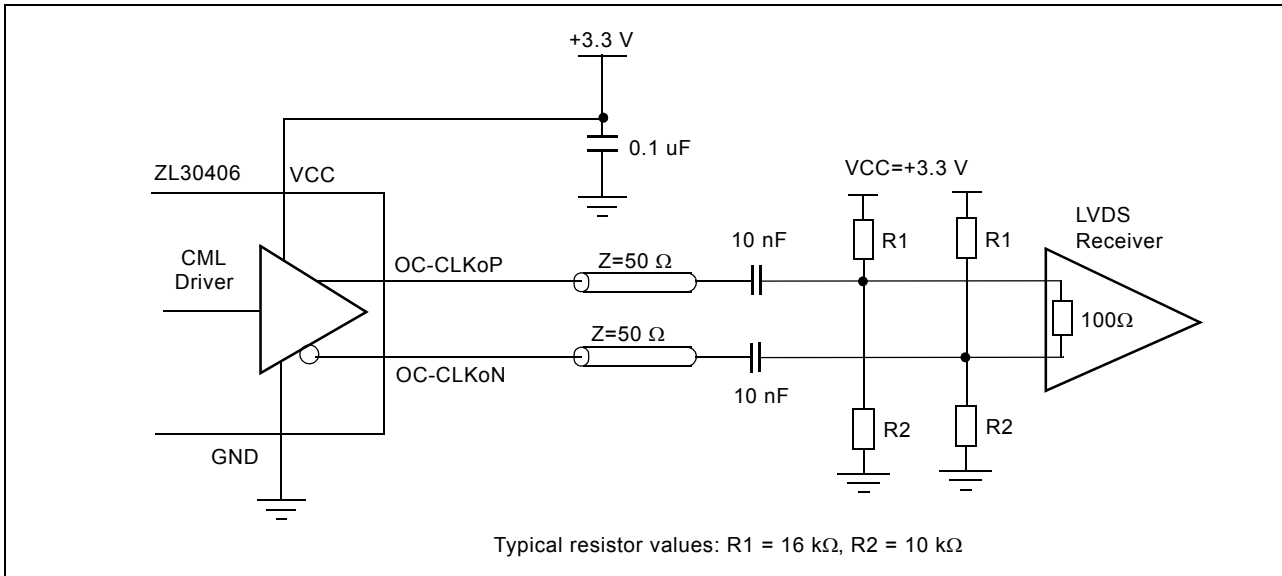 +3.3 V
0.1 uF
ZL30406
VCC
VCC=+3.3 V
LVDS
Receiver
R1
R1
10 nF
CML
Driver
OC-CLKoP
Z=50 Ω
100Ω
Z=50 Ω
OC-CLKoN
10 nF
R2
R2
GND
Typical resistor values: R1 = 16 kΩ, R2 = 10 kΩ